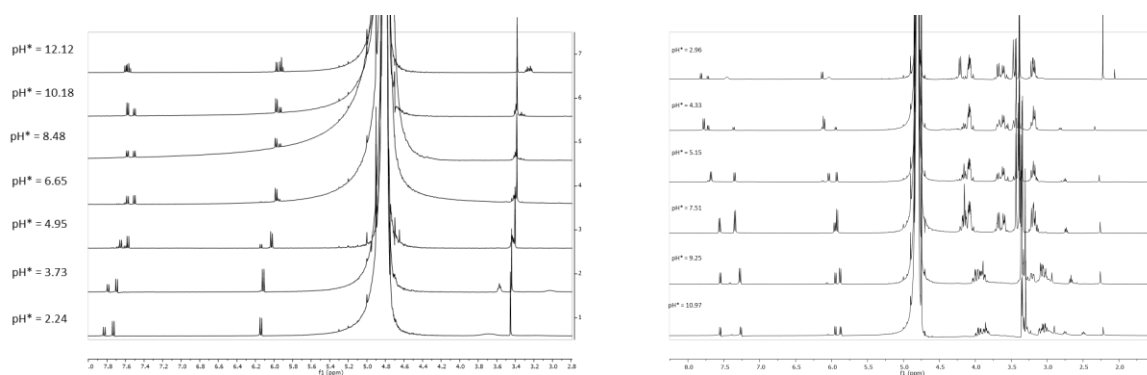 pH* = 12.12
pH* = 10.18
pH* = 8.48
pH* = 6.65
pH* = 4.95
pH* = 3.73
pH* = 2.24
7
6
5
4
3
2
1
8.0 7.8 7.6 7.4 7.2 7.0 6.8 6.6 6.4 6.2 6.0 5.8 5.6 5.4 5.2 5.0 4.8 4.6 4.4 4.2 4.0 3.8 3.6 3.4 3.2 3.0 2.8
f1 (ppm)
pH* = 2.96
pH* = 4.33
pH* = 5.15
pH* = 7.51
pH* = 9.25
pH* = 10.97
8.0 7.5 7.0 6.5 6.0 5.5 5.0 4.5 4.0 3.5 3.0 2.5 2.0
f1 (ppm)